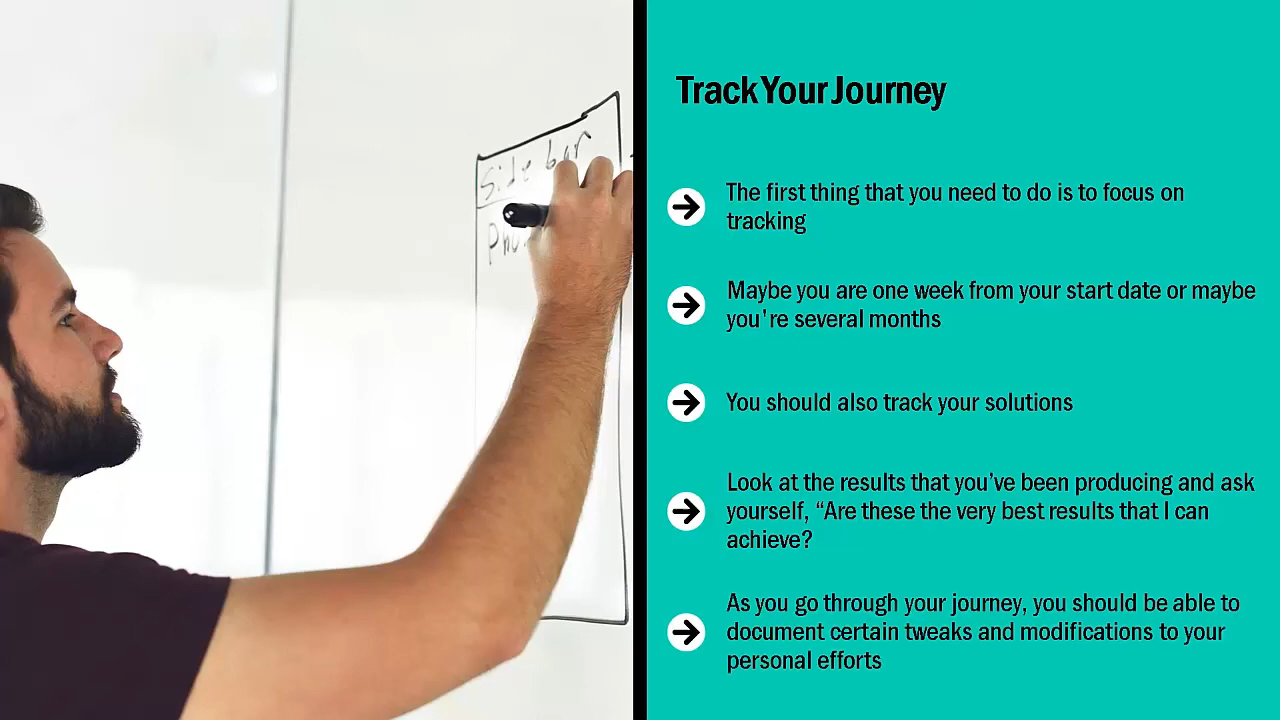 Side bar
Track Your Journey
The first thing that you need to do is to focus on
tracking
Maybe you are one week from your start date or maybe
you're several months
You should also track your solutions
Look at the results that you’ve been producing and ask
yourself, “Are these the very best results that I can
achieve?
As you go through your journey, you should be able to
document certain tweaks and modifications to your
personal efforts